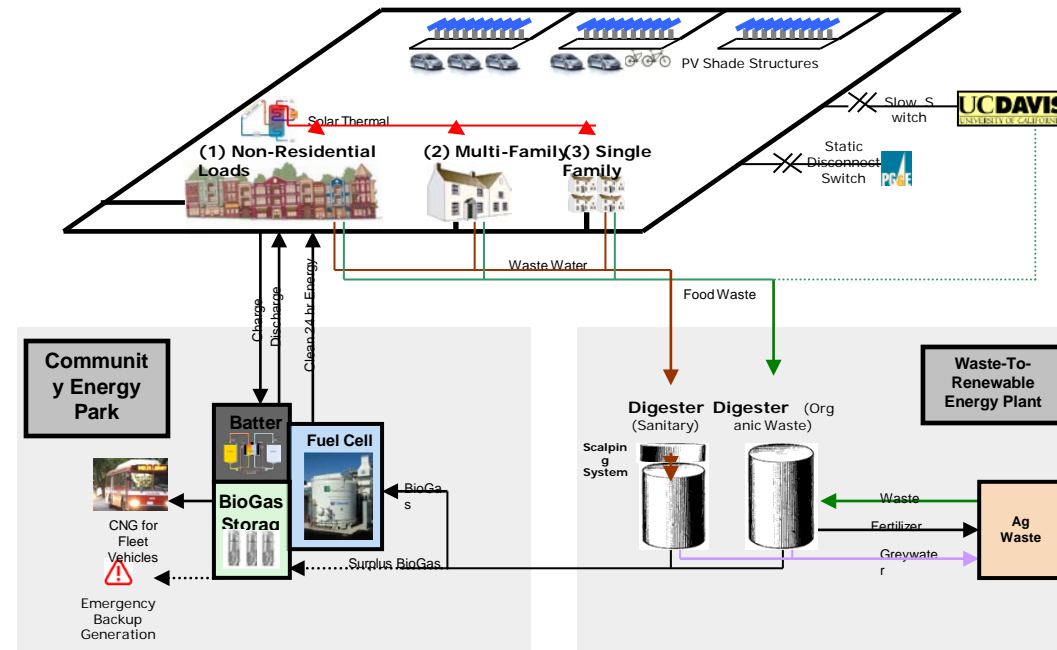 PV Shade Structures
Slow S
witch
UCDAVIS
UNIVERSITY OF CALIFORNIA
Solar Thermal
(1) Non-Residential
Loads
(2) Multi-Family
(3) Single
Family
Static
Disconnect
Switch
PG&E
Waste Water
Food Waste
Charge
Discharge
Clean 24 hr Energy
Communit
y Energy
Park
Waste-To-
Renewable
Energy Plant
Batter
Fuel Cell
BioGas
Storag
BioGa
s
Surplus BioGas
CNG for
Fleet
Vehicles
Emergency
Backup
Generation
Digester
(Sanitary)
Digester (Org
anic Waste)
Scalpin
g
System
Waste
Fertilizer
Greywate
r
Ag
Waste